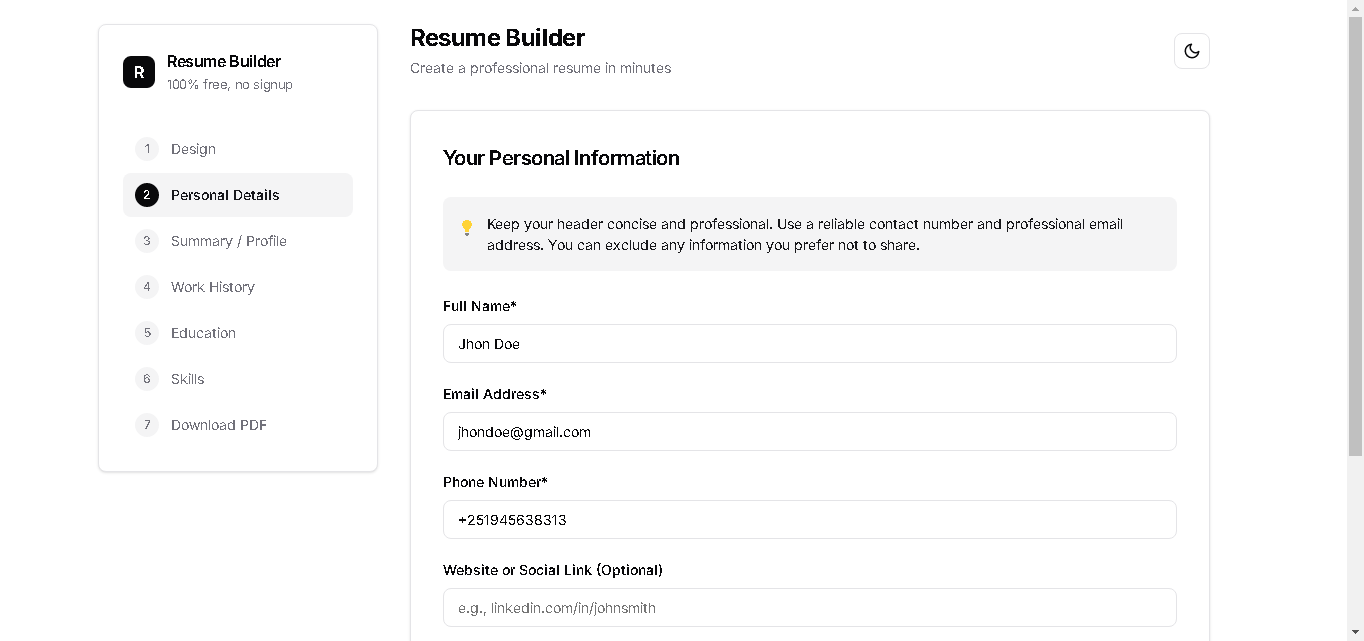 R
Resume Builder
100% free, no signup
1 Design
2 Personal Details
3 Summary / Profile
4 Work History
5 Education
6 Skills
7 Download PDF
Resume Builder
Create a professional resume in minutes
Your Personal Information
Keep your header concise and professional. Use a reliable contact number and professional email
address. You can exclude any information you prefer not to share.
Full Name*
Jhon Doe
Email Address*
jhondoe@gmail.com
Phone Number*
+251945638313
Website or Social Link (Optional)
e.g., linkedin.com/in/johnsmith